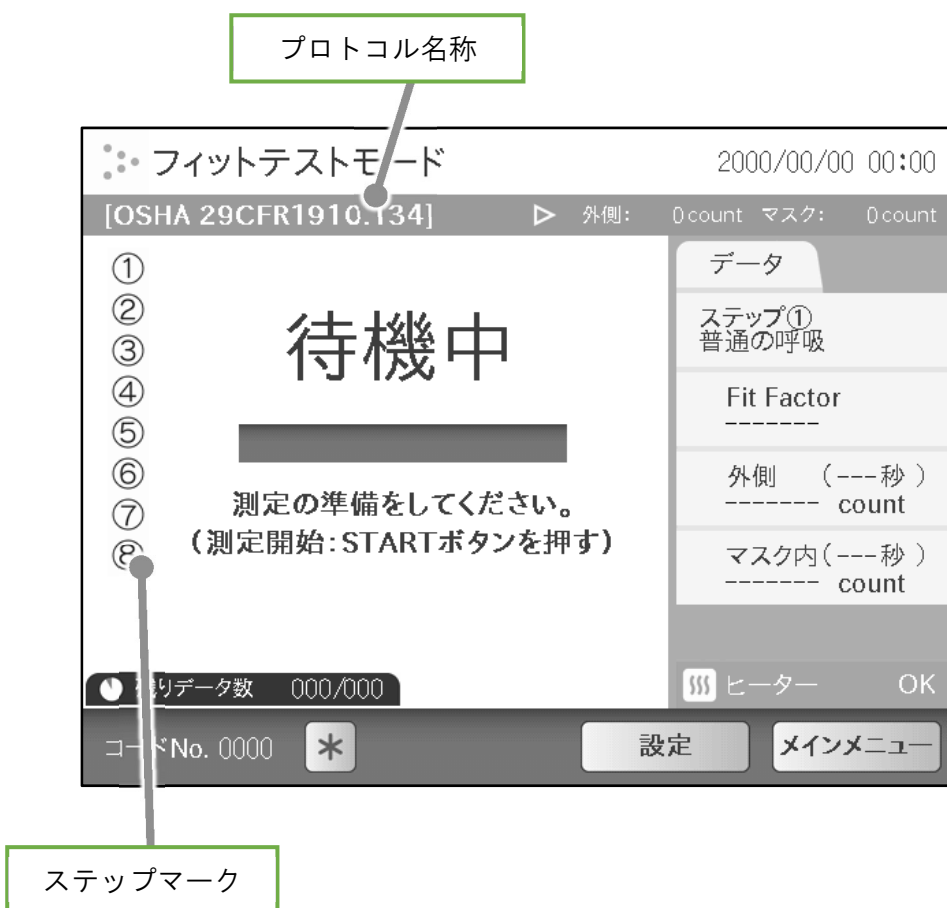 プロトコル名称
フィットテストモード 2000/00/00 00:00
[OSHA 29CFR1910.134] ▷ 外側: 0count マスク: 0count
①
②
③
④
⑤
⑥
⑦
⑧
待機中
測定の準備をしてください。
(測定開始:STARTボタンを押す)
データ
ステップ①
普通の呼吸
Fit Factor
-------
外側 (---秒)
------- count
マスク内(---秒)
------- count
残りデータ数 000/000
ヒーター OK
コードNo. 0000 *
設定
メインメニュー
ステップマーク